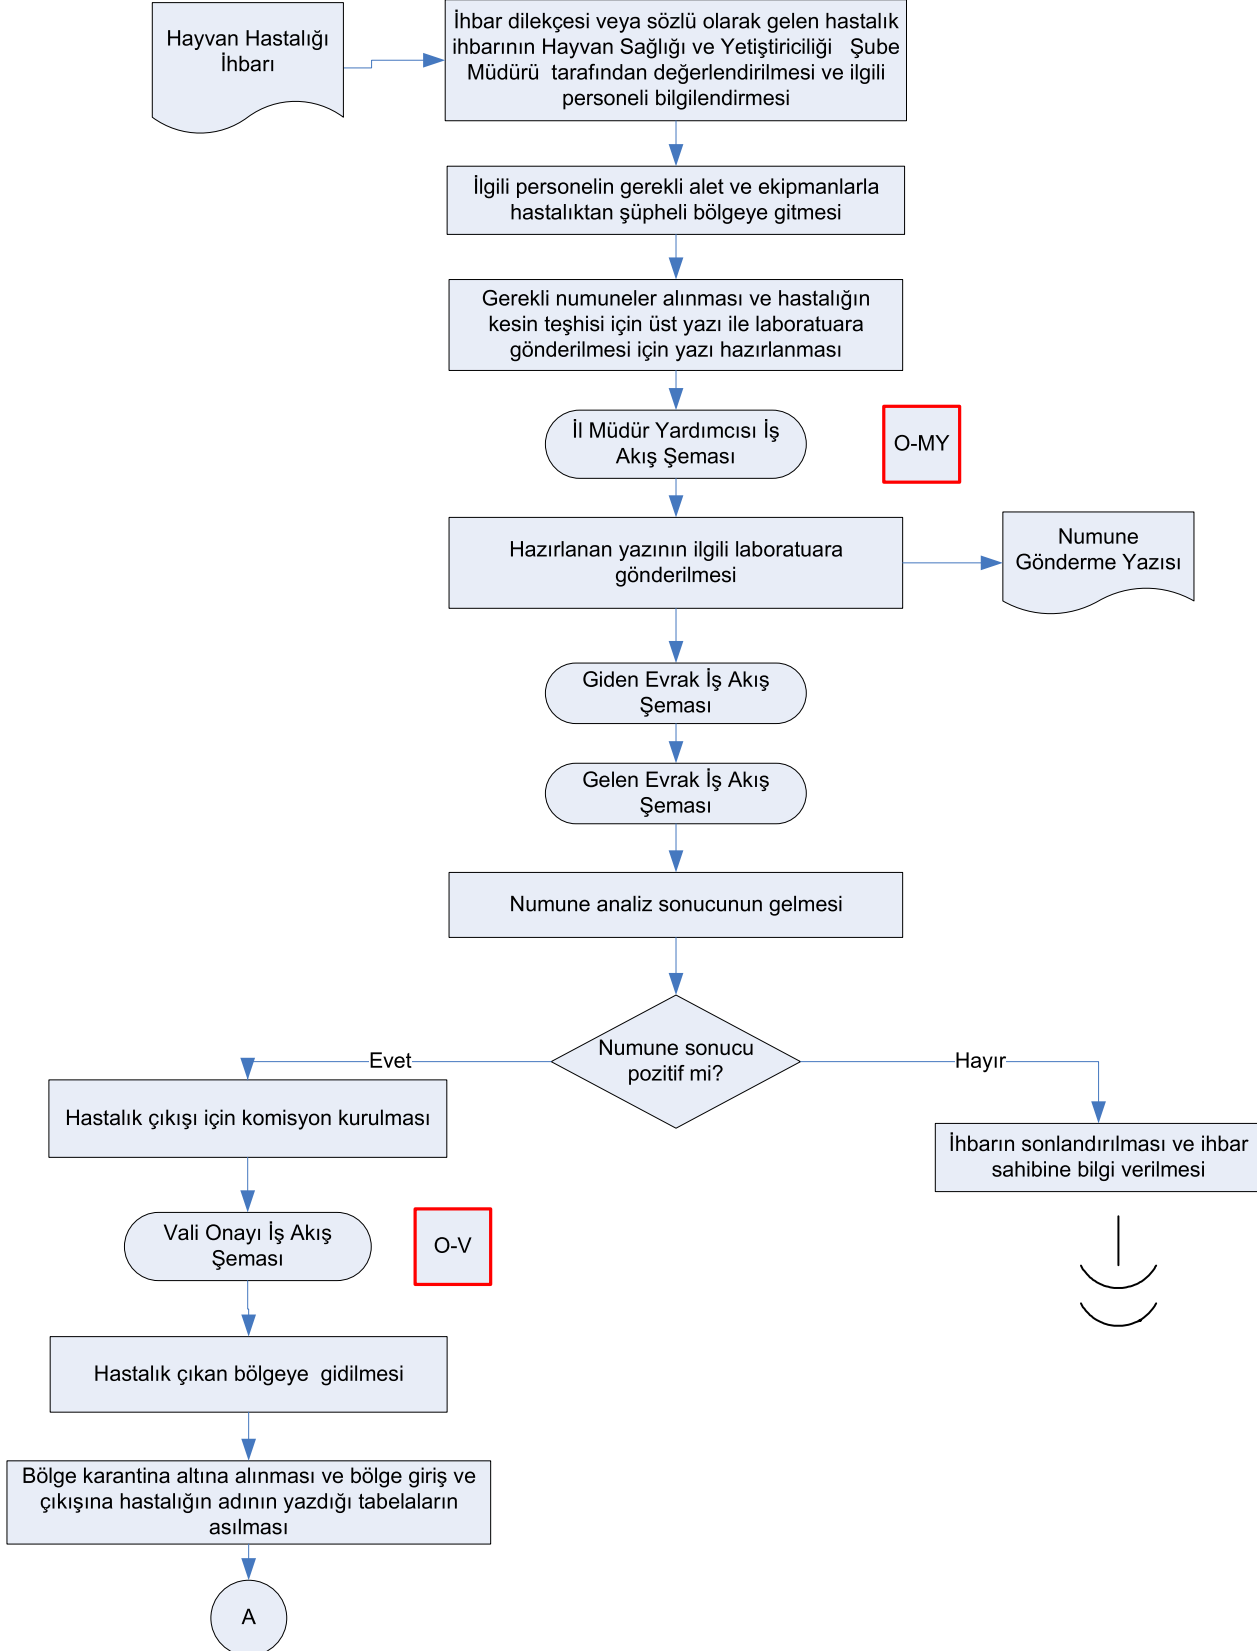 Hayvan Hastalığı
İhbarı
İhbar dilekçesi veya sözlü olarak gelen hastalık
ihbarının Hayvan Sağlığı ve Yetiştiriciliği Şube
Müdürü tarafından değerlendirilmesi ve ilgili
personeli bilgilendirmesi
İlgili personelin gerekli alet ve ekipmanlarla
hastalıktan şüpheli bölgeye gitmesi
Gerekli numuneler alınması ve hastalığın
kesin teşhisi için üst yazı ile laboratuara
gönderilmesi için yazı hazırlanması
İl Müdür Yardımcısı İş
Akış Şeması
O-MY
Hazırlanan yazının ilgili laboratuara
gönderilmesi
Numune
Gönderme Yazısı
Giden Evrak İş Akış
Şeması
Gelen Evrak İş Akış
Şeması
Numune analiz sonucunun gelmesi
Numune sonucu
pozitif mi?
Evet
Hayır
Hastalık çıkışı için komisyon kurulması
İhbarın sonlandırılması ve ihbar
sahibine bilgi verilmesi
Vali Onayı İş Akış
Şeması
O-V
Hastalık çıkan bölgeye gidilmesi
Bölge karantina altına alınması ve bölge giriş ve
çıkışına hastalığın adının yazdığı tabelaların
asılması
A